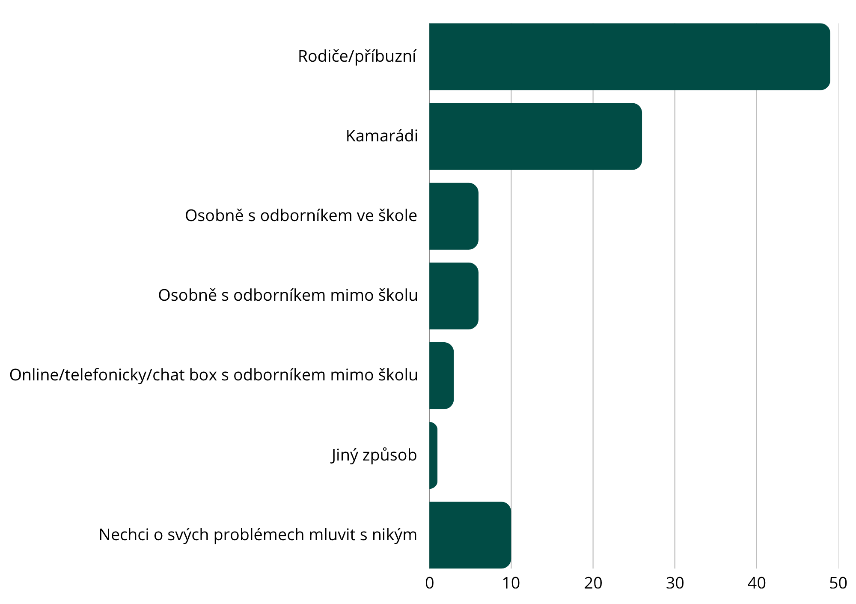 Rodiče/příbuzní
Kamarádi
Osobně s odborníkem ve škole
Osobně s odborníkem mimo školu
Online/telefonicky/chat box s odborníkem mimo školu
Jiný způsob
Nechci o svých problémech mluvit s nikým
0 10 20 30 40 50